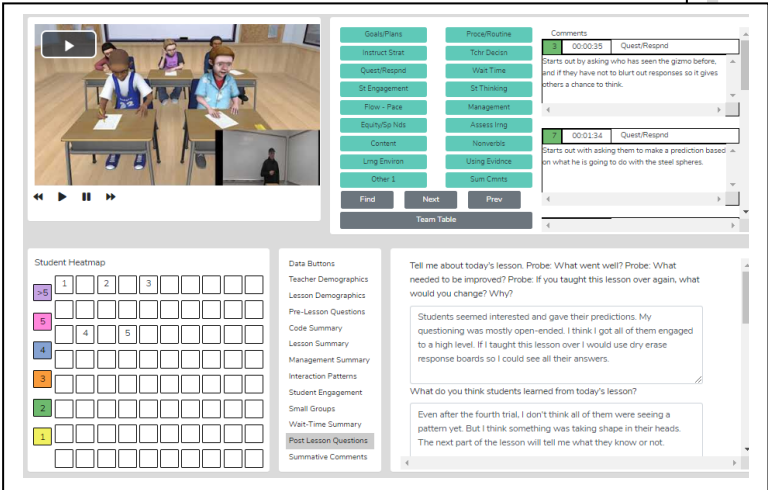 Goals/Plans
Proce/Routine
Instruct Strat
Tchr Decisn
Quest/Respnd
Wait Time
St Engagement
St Thinking
Flow - Pace
Management
Equity/Sp Nds
Assess lrng
Content
Nonverbls
Lrng Environ
Using Evidnce
Other 1
Sum Cmnts
Find
Next
Prev
Team Table
Comments
3 00:00:35 Quest/Respnd
Starts out by asking who has seen the gizmo before,
and if they have not to blurt out responses so it gives
others a chance to think.
7 00:01:34 Quest/Respnd
Starts out with asking them to make a prediction based
on what he is going to do with the steel spheres.
Student Heatmap
>5
5
4
3
2
1
1 2 3
4 5
Data Buttons
Teacher Demographics
Lesson Demographics
Pre-Lesson Questions
Code Summary
Lesson Summary
Management Summary
Interaction Patterns
Student Engagement
Small Groups
Wait-Time Summary
Post Lesson Questions
Summative Comments
Tell me about today's lesson. Probe: What went well? Probe: What
needed to be improved? Probe: If you taught this lesson over again, what
would you change? Why?
Students seemed interested and gave their predictions. My
questioning was mostly open-ended. I think I got all of them engaged
to a high level. If I taught this lesson over I would use dry erase
response boards so I could see all their answers.
What do you think students learned from today's lesson?
Even after the fourth trial, I don't think all of them were seeing a
pattern yet. But I think something was taking shape in their heads.
The next part of the lesson will tell me what they know or not.